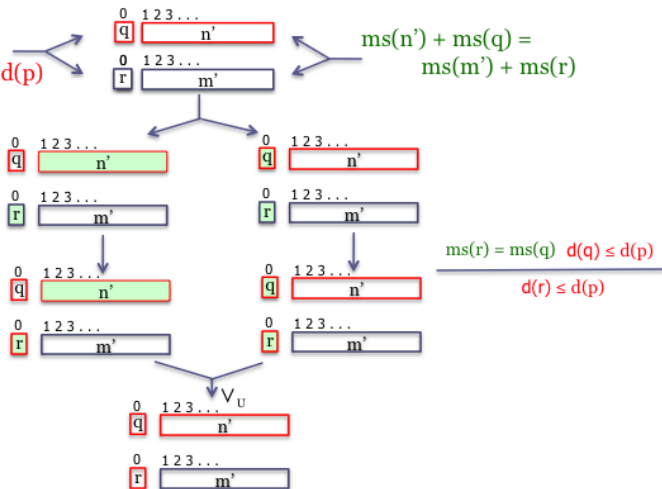 0 1 2 3 . . .
q n'
d(p)
0 1 2 3 . . .
r m'
ms(n') + ms(q) =
ms(m') + ms(r)
0 1 2 3 . . .
q n'
0 1 2 3 . . .
r m'
0 1 2 3 . . .
q n'
0 1 2 3 . . .
r m'
0 1 2 3 . . .
q n'
0 1 2 3 . . .
r m'
0 1 2 3 . . .
q n'
0 1 2 3 . . .
r m'
ms(r) = ms(q) d(q) ≤ d(p)
d(r) ≤ d(p)
∨U
0 1 2 3 . . .
q n'
0 1 2 3 . . .
r m'